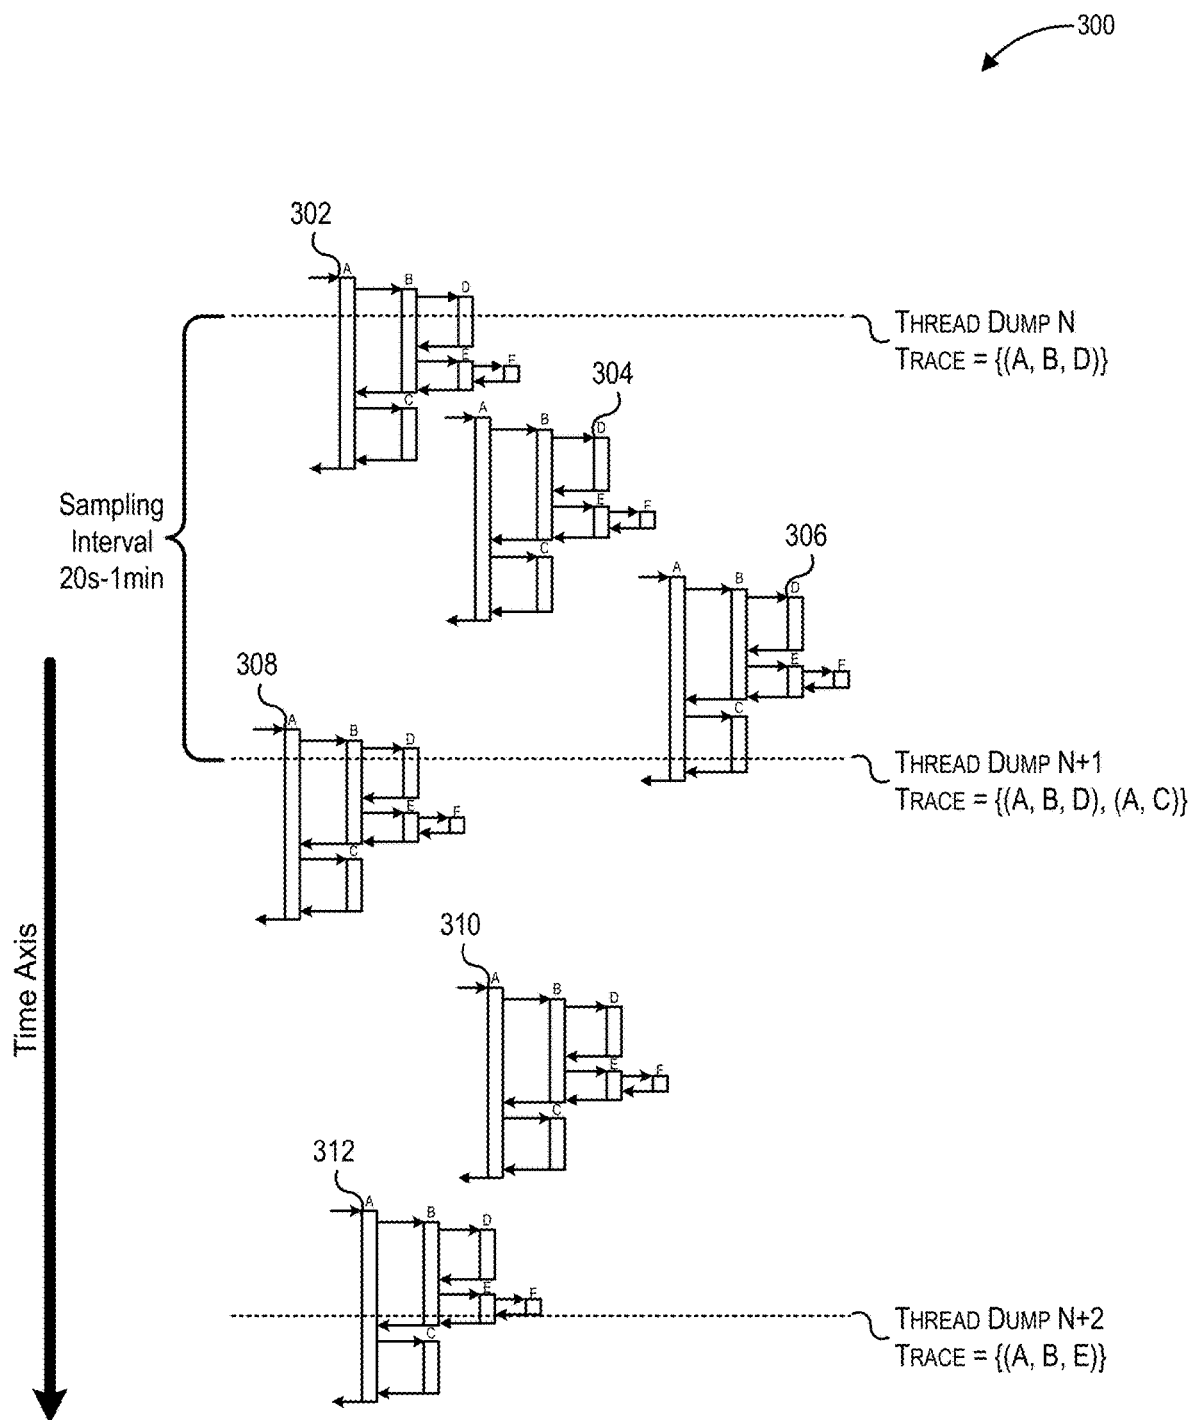 300
302
A
B
D
THREAD DUMP N
TRACE = {(A, B, D)}
E
F
C
304
A
B
D
Sampling
Interval
20s-1min
E
F
C
306
A
B
D
E
F
C
308
A
B
D
THREAD DUMP N+1
TRACE = {(A, B, D), (A, C)}
E
F
C
310
A
B
D
E
F
C
Time Axis
312
A
B
D
E
F
C
THREAD DUMP N+2
TRACE = {(A, B, E)}